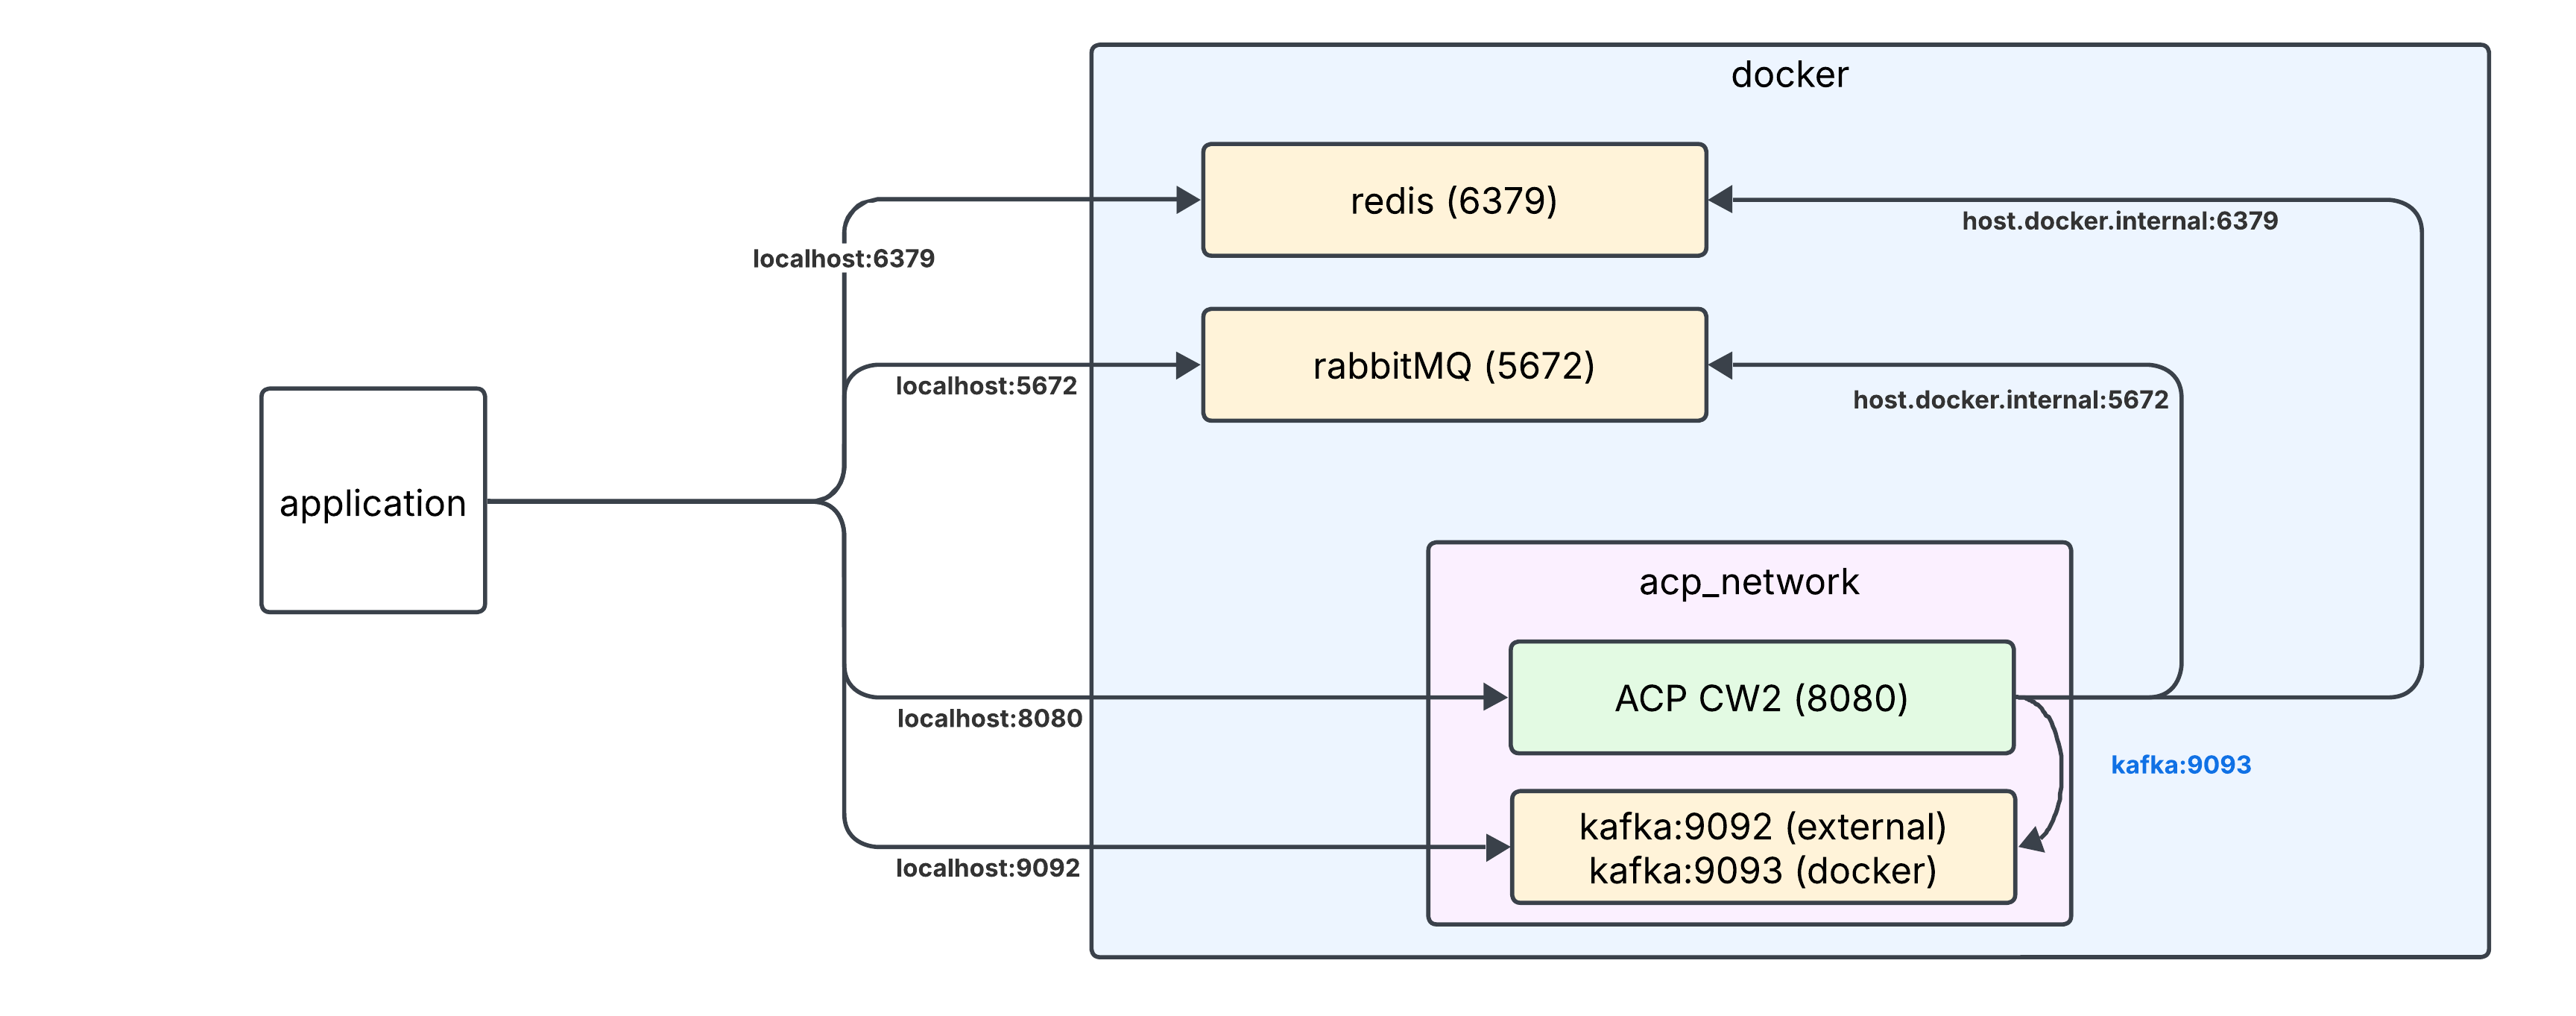 docker
redis (6379)
host.docker.internal:6379
localhost:6379
rabbitMQ (5672)
localhost:5672
host.docker.internal:5672
application
acp_network
ACP CW2 (8080)
localhost:8080
kafka:9093
kafka:9092 (external)
kafka:9093 (docker)
localhost:9092